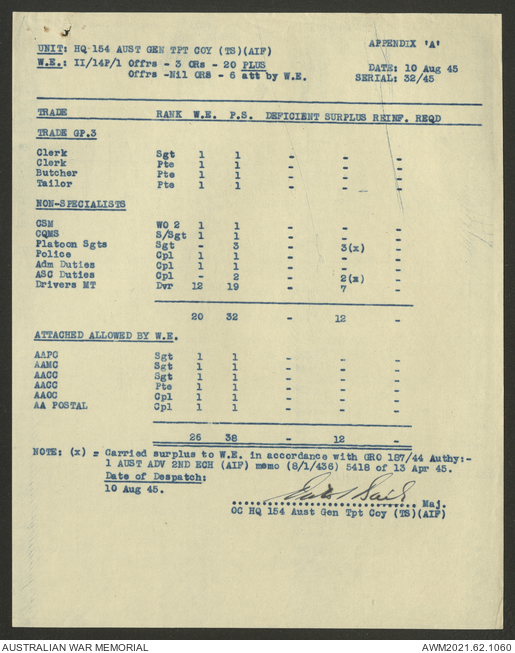 UNIT: HQ 154 AUST GEN TPT COY (TS)(AIF) APPENDIX 'A'
W.E.: II/14P/1 Offrs - 3 ORs - 20 PLUS
Offrs -Nil ORS - 6 att by W.E. DATE: 10 Aug 45
SERIAL: 32/45
TRADE RANK W.E. P.S. DEFICIENT SURPLUS REINF. REQD
TRADE GP.3
Clerk Sgt 1 1 - - -
Clerk Pte 1 1 - - -
Butcher Pte 1 1 - - -
Tailor Pte 1 1 - - -
NON-SPECIALISTS
CSM WO 2 1 1 - - -
CQMS S/Sgt 1 1 - - -
Platoon Sgts Sgt - 3 - 3(x) -
Police Cpl 1 1 - - -
Adm Duties Cpl 1 1 - - -
ASC Duties Cpl - 2 - 2(x) -
Drivers MT Dvr 12 19 - 7 -
20 32 - 12 -
ATTACHED ALLOWED BY W.E.
AAPC Sgt 1 1 - - -
AAMC Sgt 1 1 - - -
AACC Sgt 1 1 - - -
AACC Pte 1 1 - - -
AAOC Cpl 1 1 - - -
AA POSTAL Cpl 1 1 - - -
26 38 - 12 -
NOTE: (x) = Carried surplus to W.E. in accordance with GRO 187/44 Authy:-
1 AUST ADV 2ND ECH (AIF) memo (8/1/436) 5418 of 13 Apr 45.
Date of Despatch:
10 Aug 45.
Maj.
OC HQ 154 Aust Gen Tpt Coy (TS)(AIF)
AUSTRALIAN WAR MEMORIAL AWM2021.62.1060